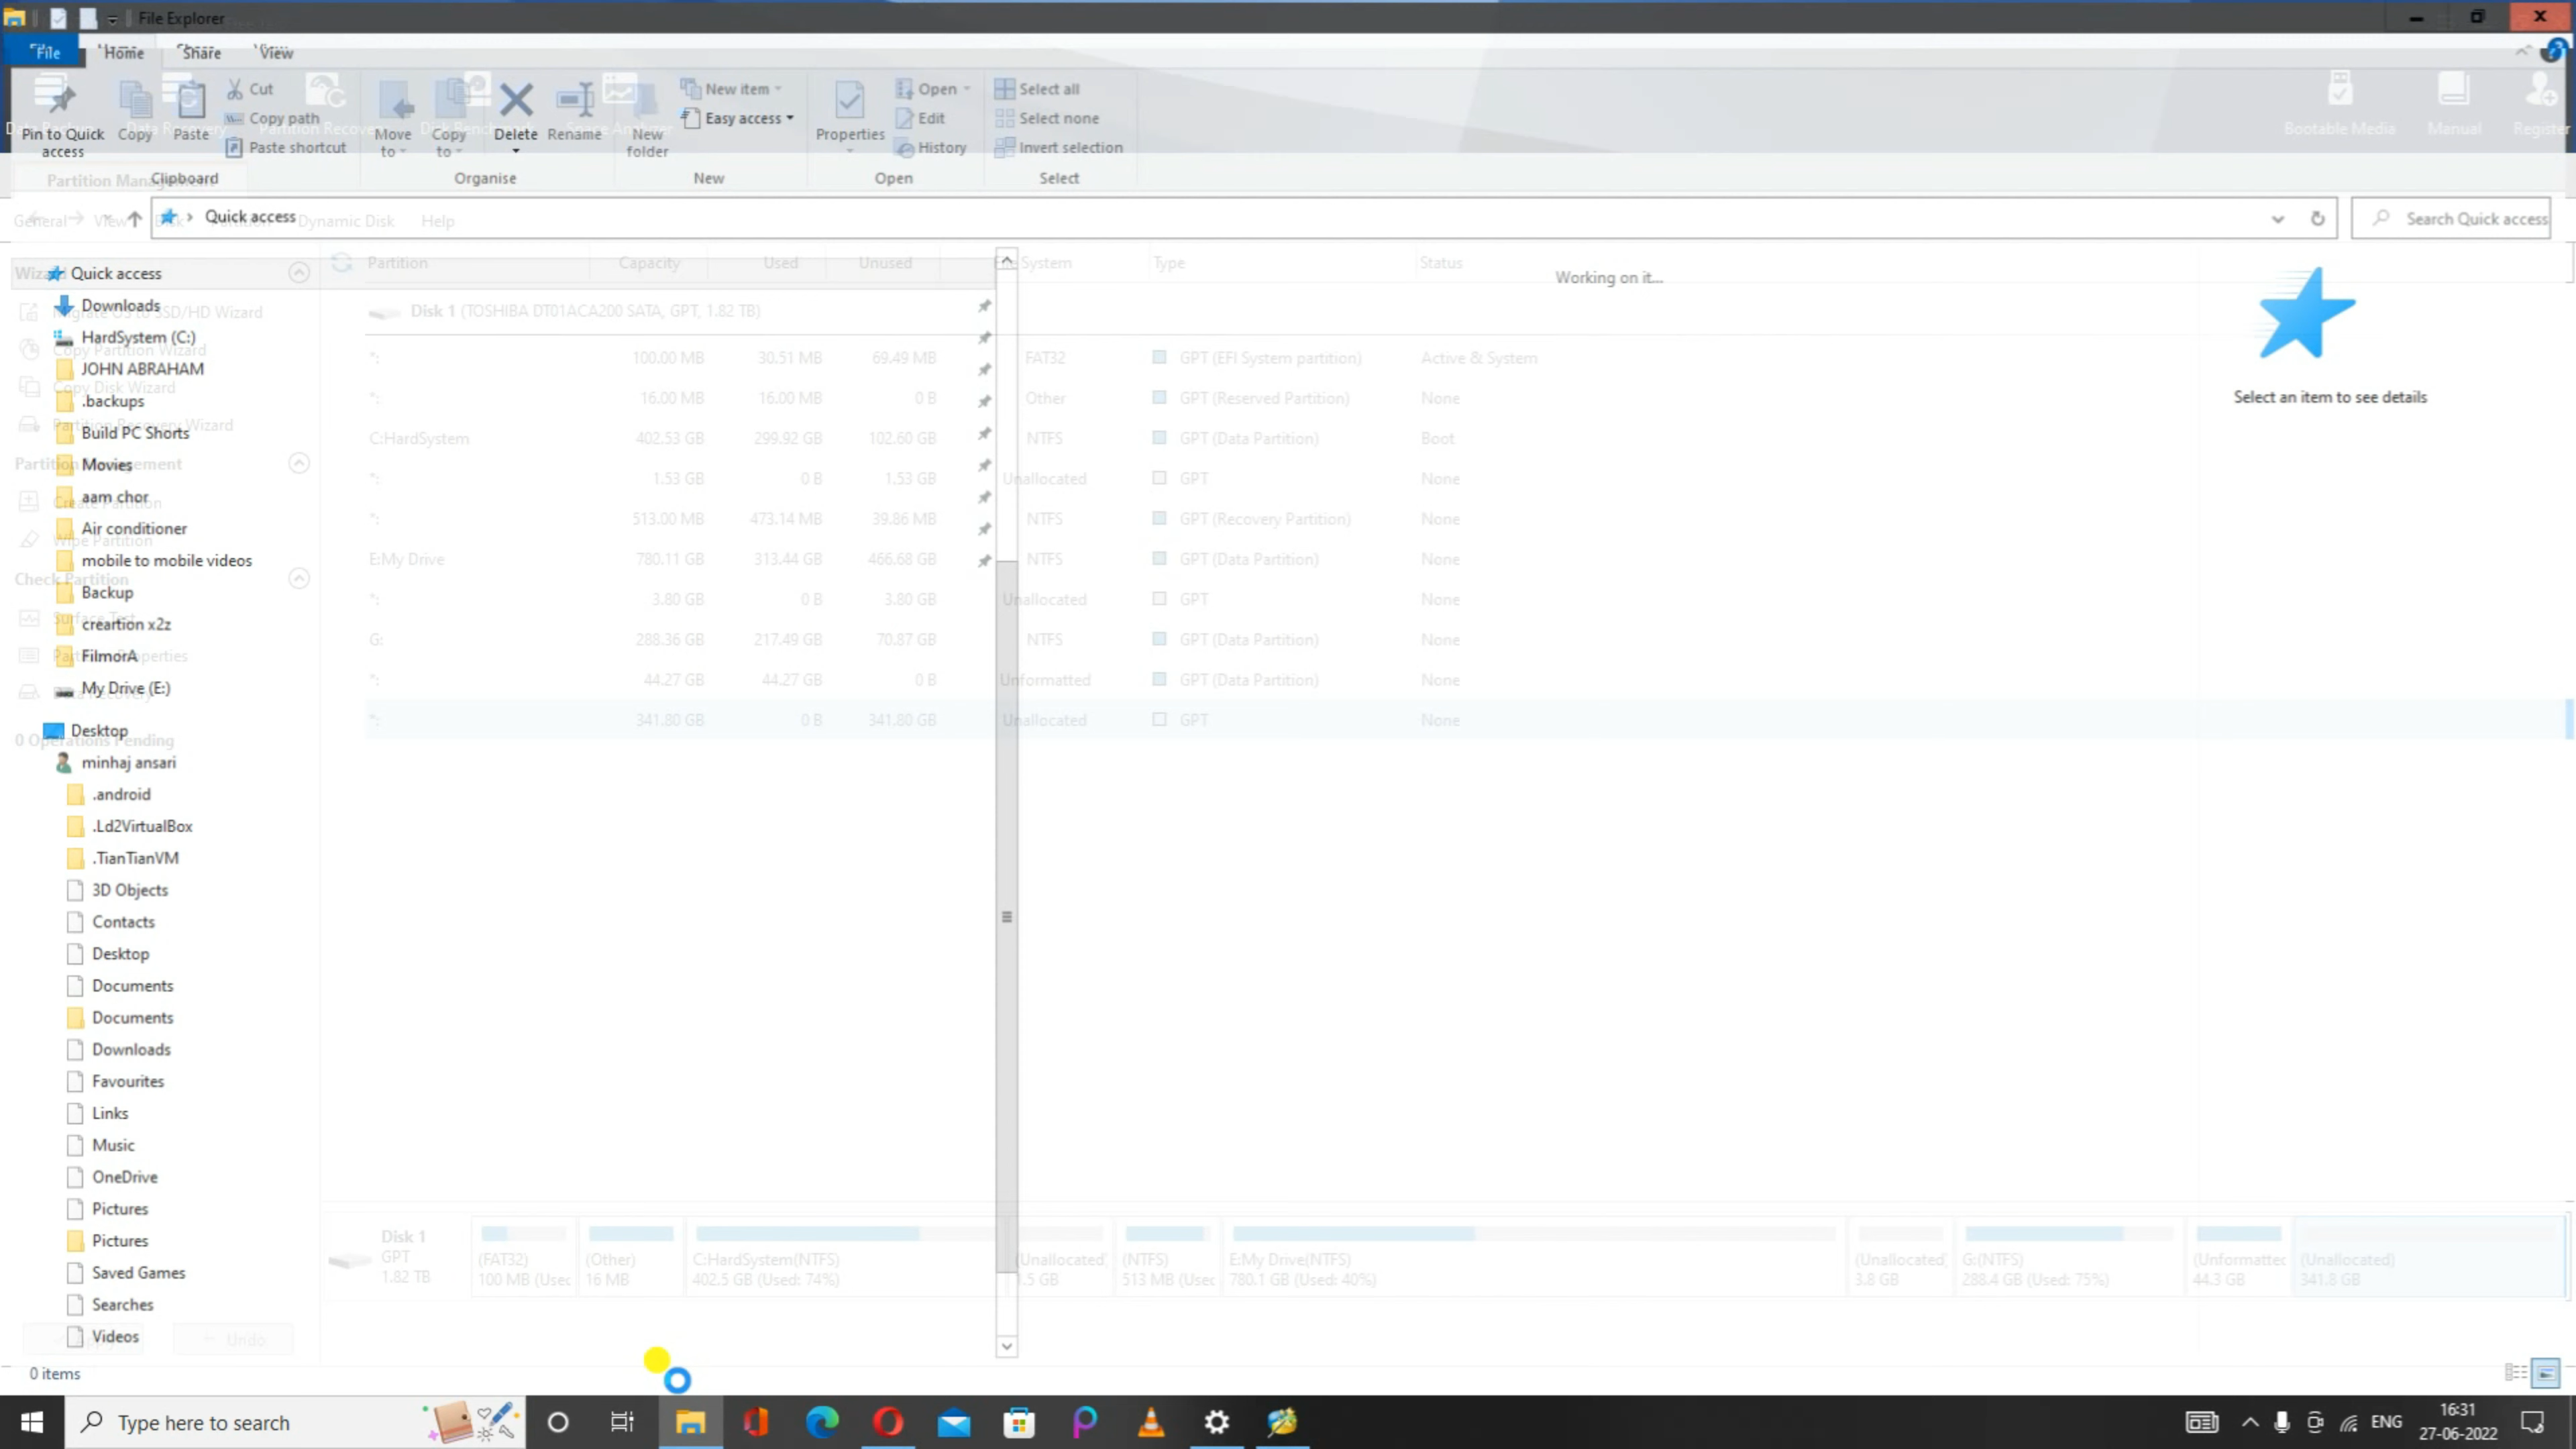 File Explorer
File
Home
Share
View
Pin to Quick access
Copy
Paste
Cut
Copy path
Paste shortcut
Move to
Copy to
Delete
Rename
New folder
New item
Easy access
Properties
Open
Edit
History
Select all
Select none
Invert selection
Bootable Media
Manual
Register
Clipboard
Organise
New
Open
Select
Partition Management
Quick access
Search Quick access
General
View
Disk
Partition
Dynamic Disk
Help
Quick access
Downloads
HardSystem (C:)
JOHN ABRAHAM
.backups
Build PC Shorts
Movies
aam chor
Air conditioner
mobile to mobile videos
Backup
creartion x2z
FilmorA
My Drive (E:)
Desktop
minhaj ansari
.android
.Ld2VirtualBox
.TianTianVM
3D Objects
Contacts
Desktop
Documents
Documents
Downloads
Favourites
Links
Music
OneDrive
Pictures
Pictures
Saved Games
Searches
Videos
Migrate OS to SSD/HD Wizard
Copy Partition Wizard
Copy Disk Wizard
Partition Recovery Wizard
Partition Management
Create Partition
Wipe Partition
Check Partition
Surface Test
Partition Properties
0 Operations Pending
Undo
Partition Capacity Used Unused System Type Status
Disk 1 (TOSHIBA DT01ACA200 SATA, GPT, 1.82 TB)
*: 100.00 MB 30.51 MB 69.49 MB FAT32 GPT (EFI System partition) Active & System
*: 16.00 MB 16.00 MB 0 B Other GPT (Reserved Partition) None
C:HardSystem 402.53 GB 299.92 GB 102.60 GB NTFS GPT (Data Partition) Boot
*: 1.53 GB 0 B 1.53 GB Unallocated GPT None
*: 513.00 MB 473.14 MB 39.86 MB NTFS GPT (Recovery Partition) None
E:My Drive 780.11 GB 313.44 GB 466.68 GB NTFS GPT (Data Partition) None
*: 3.80 GB 0 B 3.80 GB Unallocated GPT None
G: 288.36 GB 217.49 GB 70.87 GB NTFS GPT (Data Partition) None
*: 44.27 GB 44.27 GB 0 B Unformatted GPT (Data Partition) None
*: 341.80 GB 0 B 341.80 GB Unallocated GPT None
Working on it...
Select an item to see details
Disk 1
GPT
1.82 TB
(FAT32)
100 MB (Usec
(Other)
16 MB
C:HardSystem(NTFS)
402.5 GB (Used: 74%)
(Unallocated
1.5 GB
(NTFS)
513 MB (Usec
E:My Drive(NTFS)
780.1 GB (Used: 40%)
(Unallocated
3.8 GB
G:(NTFS)
288.4 GB (Used: 75%)
(Unformattec
44.3 GB
(Unallocated)
341.8 GB
0 items
Type here to search
ENG
16:31
27-06-2022